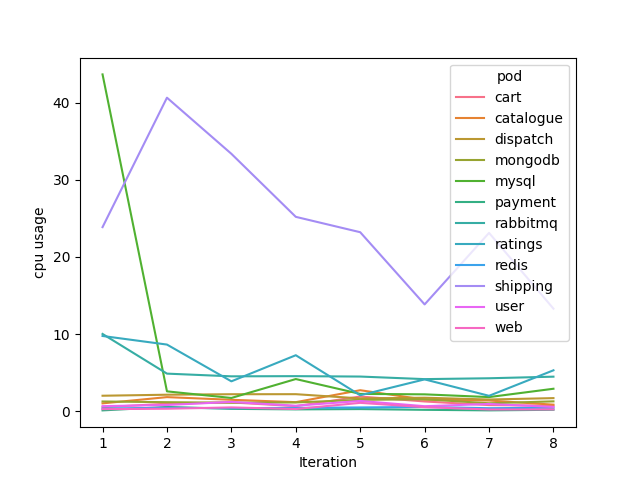 pod
cart
catalogue
dispatch
mongodb
mysql
payment
rabbitmq
ratings
redis
shipping
user
web
cpu usage
40
30
20
10
0
1 2 3 4 5 6 7 8
Iteration